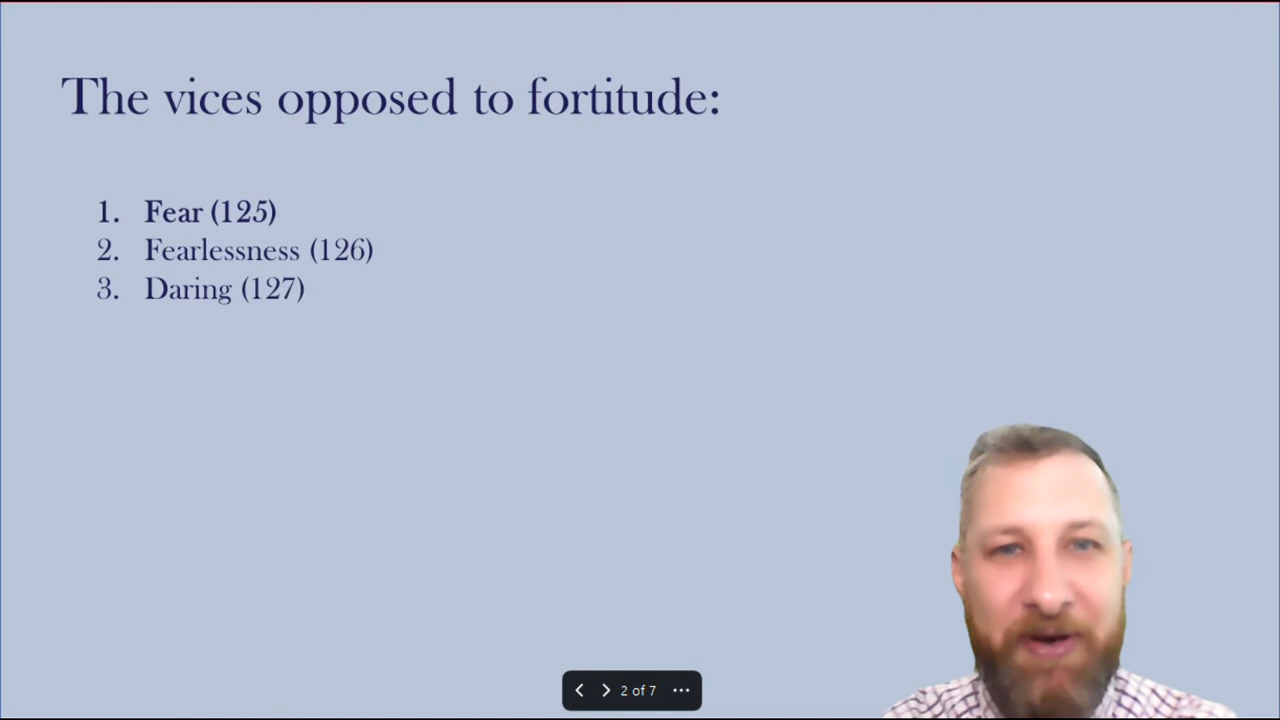 The vices opposed to fortitude:
1. Fear (125)
2. Fearlessness (126)
3. Daring (127)
2 of 7